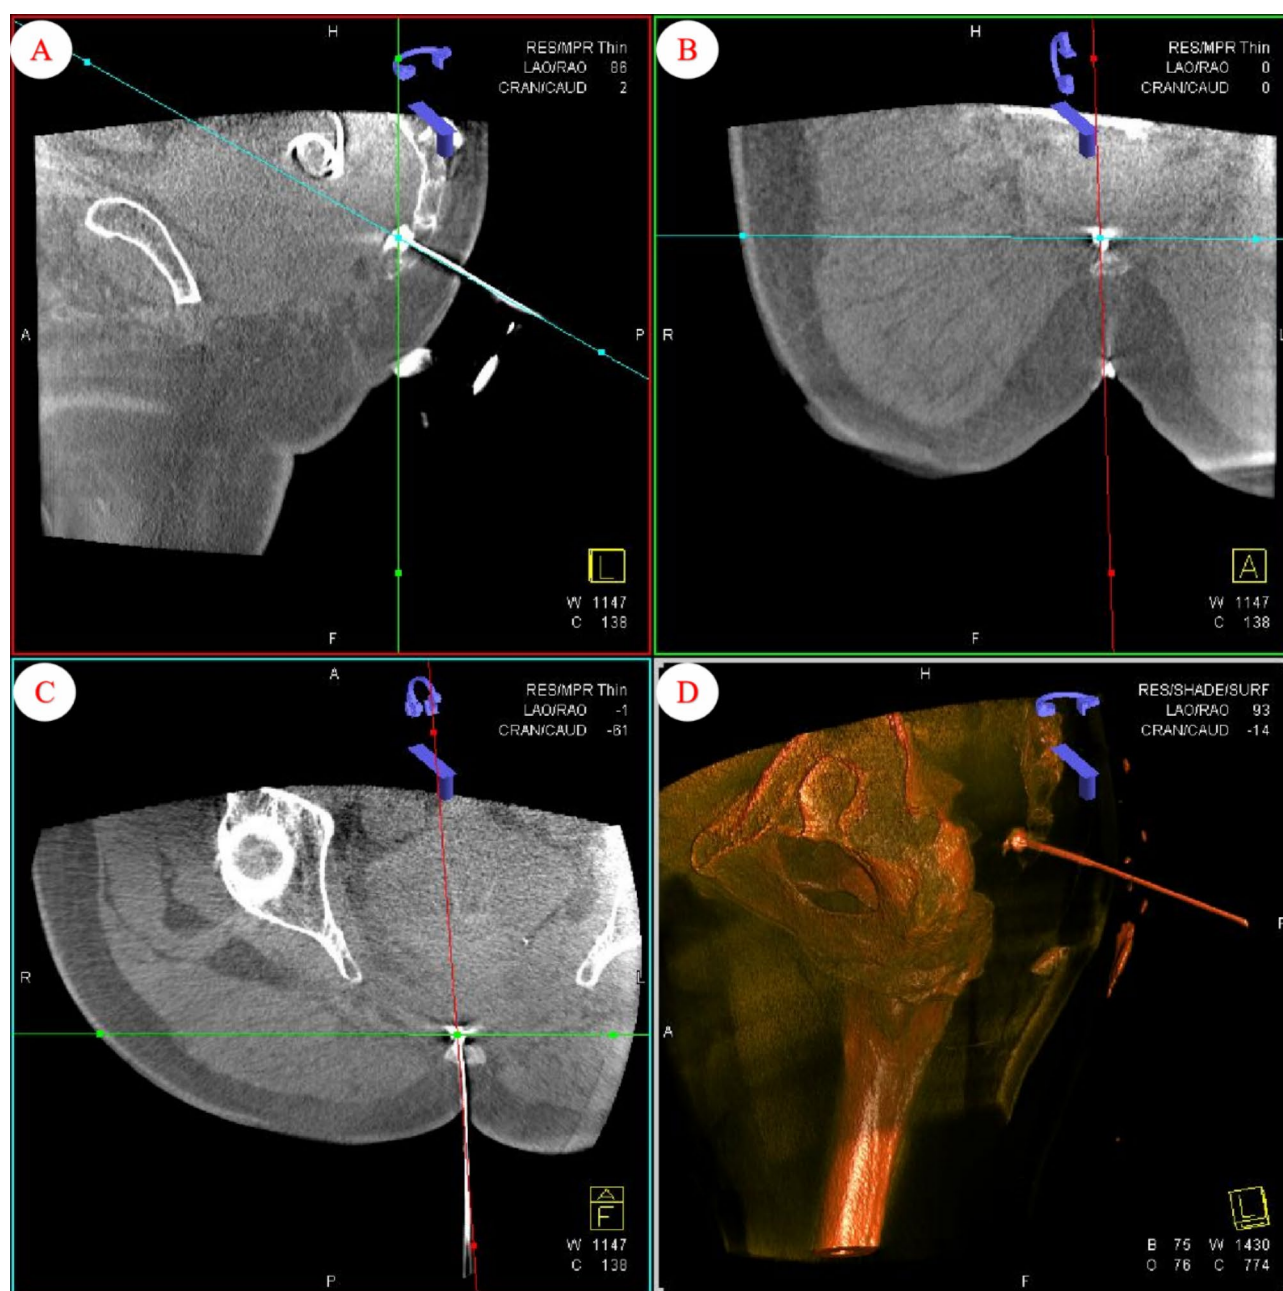 A
H
RES/MPR Thin
LAO/RAO 86
CRAN/CAUD 2
A
P
L
W 1147
C 138
F
B
H
RES/MPR Thin
LAO/RAO 0
CRAN/CAUD 0
R
L
A
W 1147
C 138
F
C
A
RES/MPR Thin
LAO/RAO -1
CRAN/CAUD -61
R
L
A
F
W 1147
C 138
P
D
H
RES/SHADE/SURF
LAO/RAO 93
CRAN/CAUD -14
A
P
L
B 75 W 1430
O 76 C 774
F